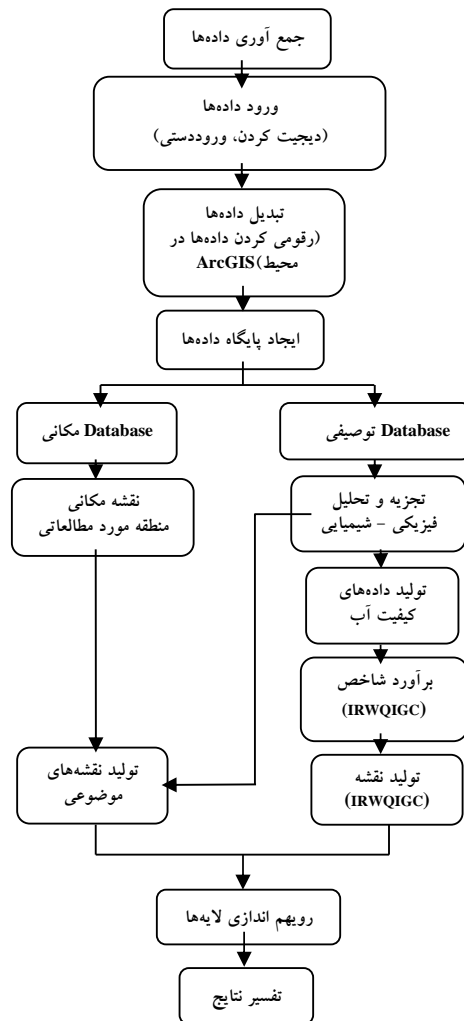 جمع آوری داده‌ها
ورود داده‌ها
(دیجیت کردن، ورود‌دستی)
تبدیل داده‌ها
(رقومی کردن داده‌ها در
محیط ArcGIS)
ایجاد پایگاه داده‌ها
Database توصیفی
Database مکانی
تجزیه و تحلیل
فیزیکی – شیمیایی
نقشه مکانی
منطقه مورد مطالعاتی
تولید داده‌های
کیفیت آب
برآورد شاخص
(IRWQIGC)
تولید نقشه
(IRWQIGC)
تولید نقشه‌های
موضوعی
رویهم اندازی لایه‌ها
تفسیر نتایج